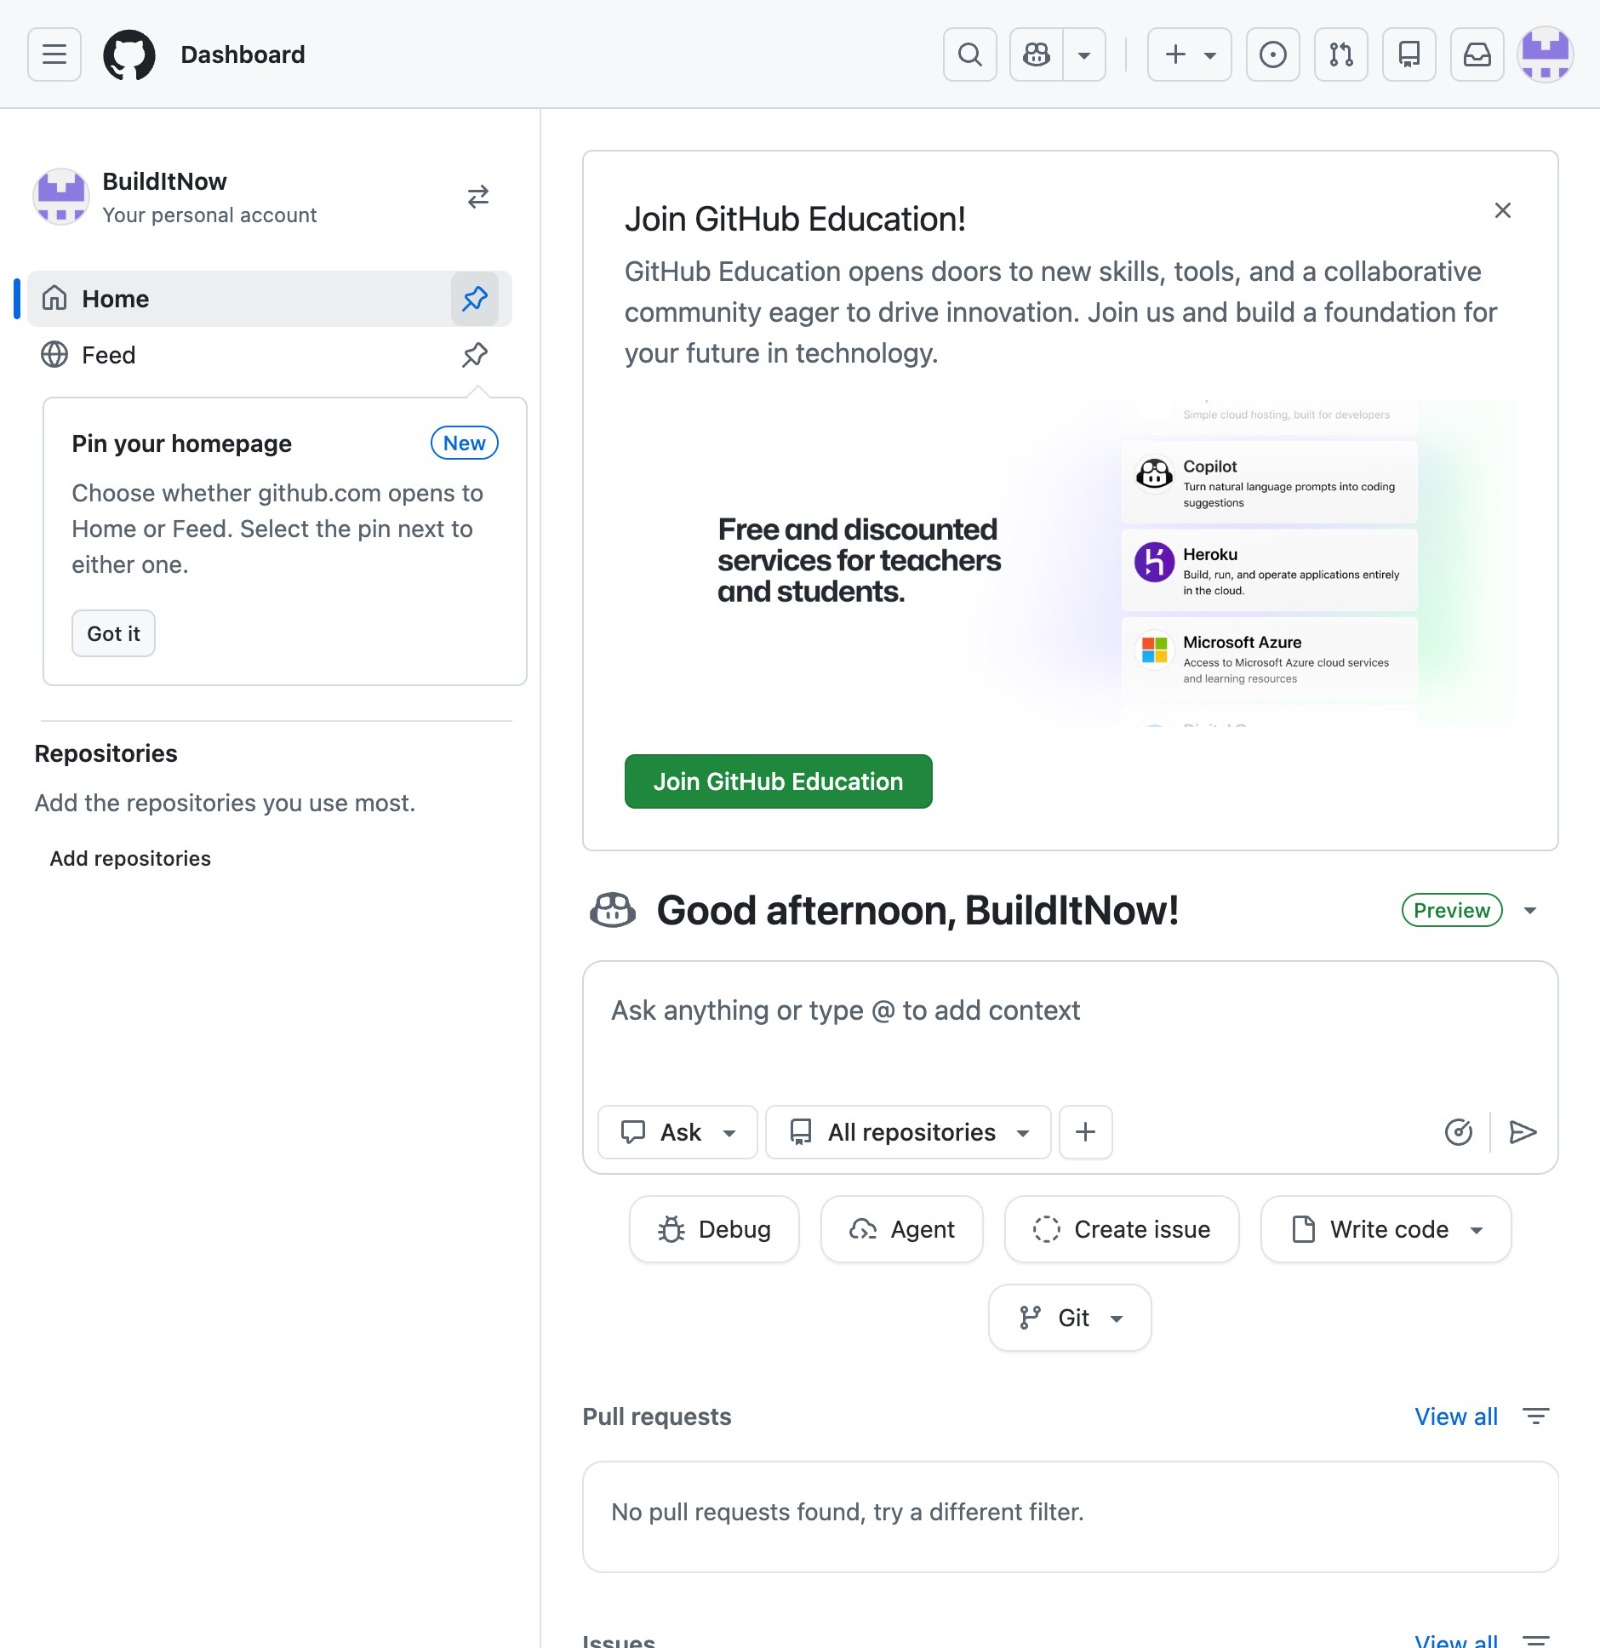 Dashboard
BuildItNow
Your personal account
Home
Feed
Pin your homepage
New
Choose whether github.com opens to
Home or Feed. Select the pin next to
either one.
Got it
Repositories
Add the repositories you use most.
Add repositories
Join GitHub Education!
GitHub Education opens doors to new skills, tools, and a collaborative
community eager to drive innovation. Join us and build a foundation for
your future in technology.
Free and discounted
services for teachers
and students.
Simple cloud hosting, built for developers
Copilot
Turn natural language prompts into coding
suggestions
Heroku
Build, run, and operate applications entirely
in the cloud.
Microsoft Azure
Access to Microsoft Azure cloud services
and learning resources
Join GitHub Education
Good afternoon, BuildItNow!
Preview
Ask anything or type @ to add context
Ask
All repositories
Debug
Agent
Create issue
Write code
Git
Pull requests
View all
No pull requests found, try a different filter.
Issues
View all